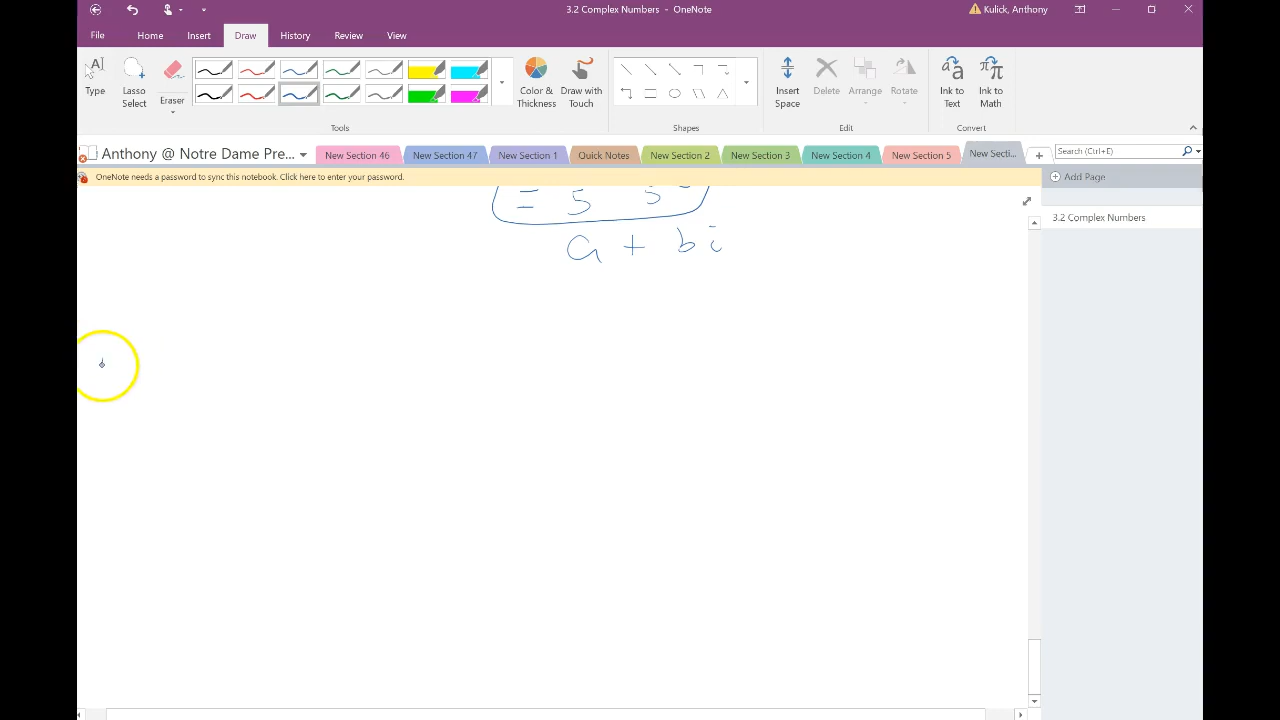 3.2 Complex Numbers - OneNote
Kulick, Anthony
File Home Insert Draw History Review View
Type
Lasso Select
Eraser
Color & Thickness
Draw with Touch
Insert Space
Delete
Arrange
Rotate
Ink to Text
Ink to Math
Tools
Shapes
Edit
Convert
Anthony @ Notre Dame Pre... New Section 46 New Section 47 New Section 1 Quick Notes New Section 2 New Section 3 New Section 4 New Section 5 New Secti... Search (Ctrl+E)
OneNote needs a password to sync this notebook. Click here to enter your password.
Add Page
3.2 Complex Numbers
= 5 5
a + b i